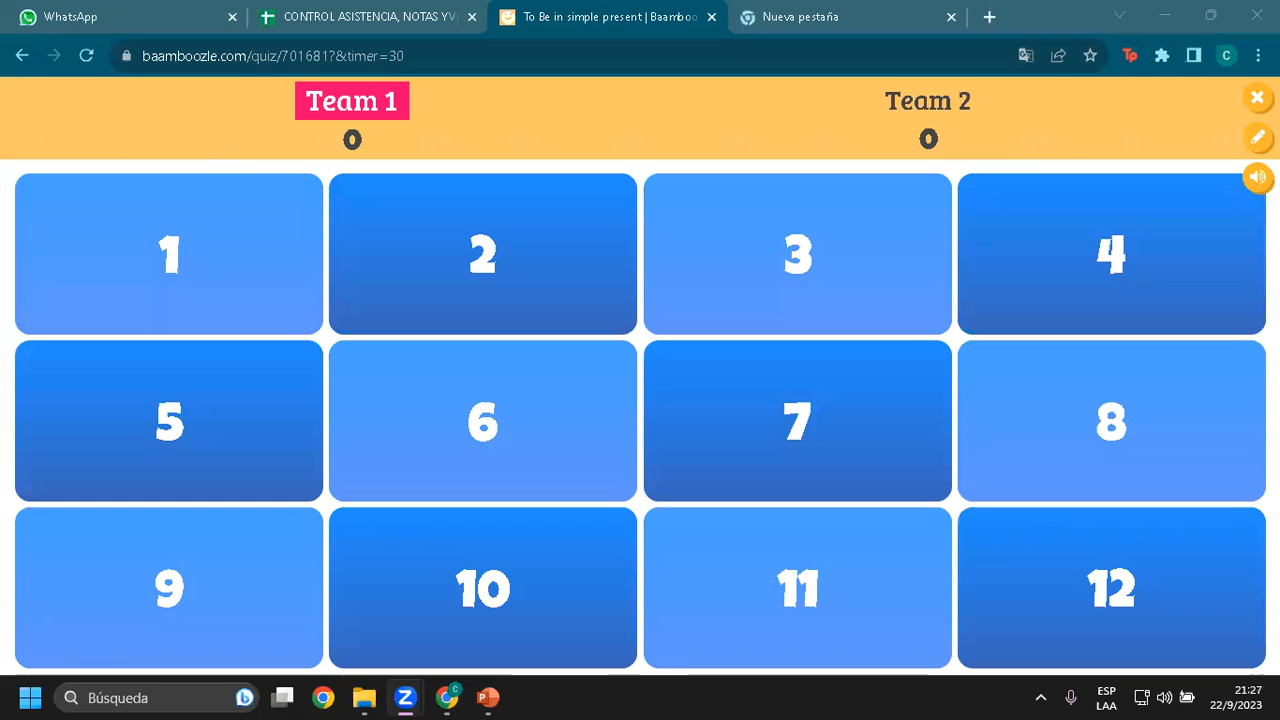 WhatsApp
CONTROL ASISTENCIA, NOTAS Y
To Be in simple present | Baamboo
Nueva pestaña
baamboozle.com/quiz/701681?&timer=30
Tp
C
Team 1
0
Team 2
0
1
2
3
4
5
6
7
8
9
10
11
12
Búsqueda
ESP
LAA
21:27
22/9/2023